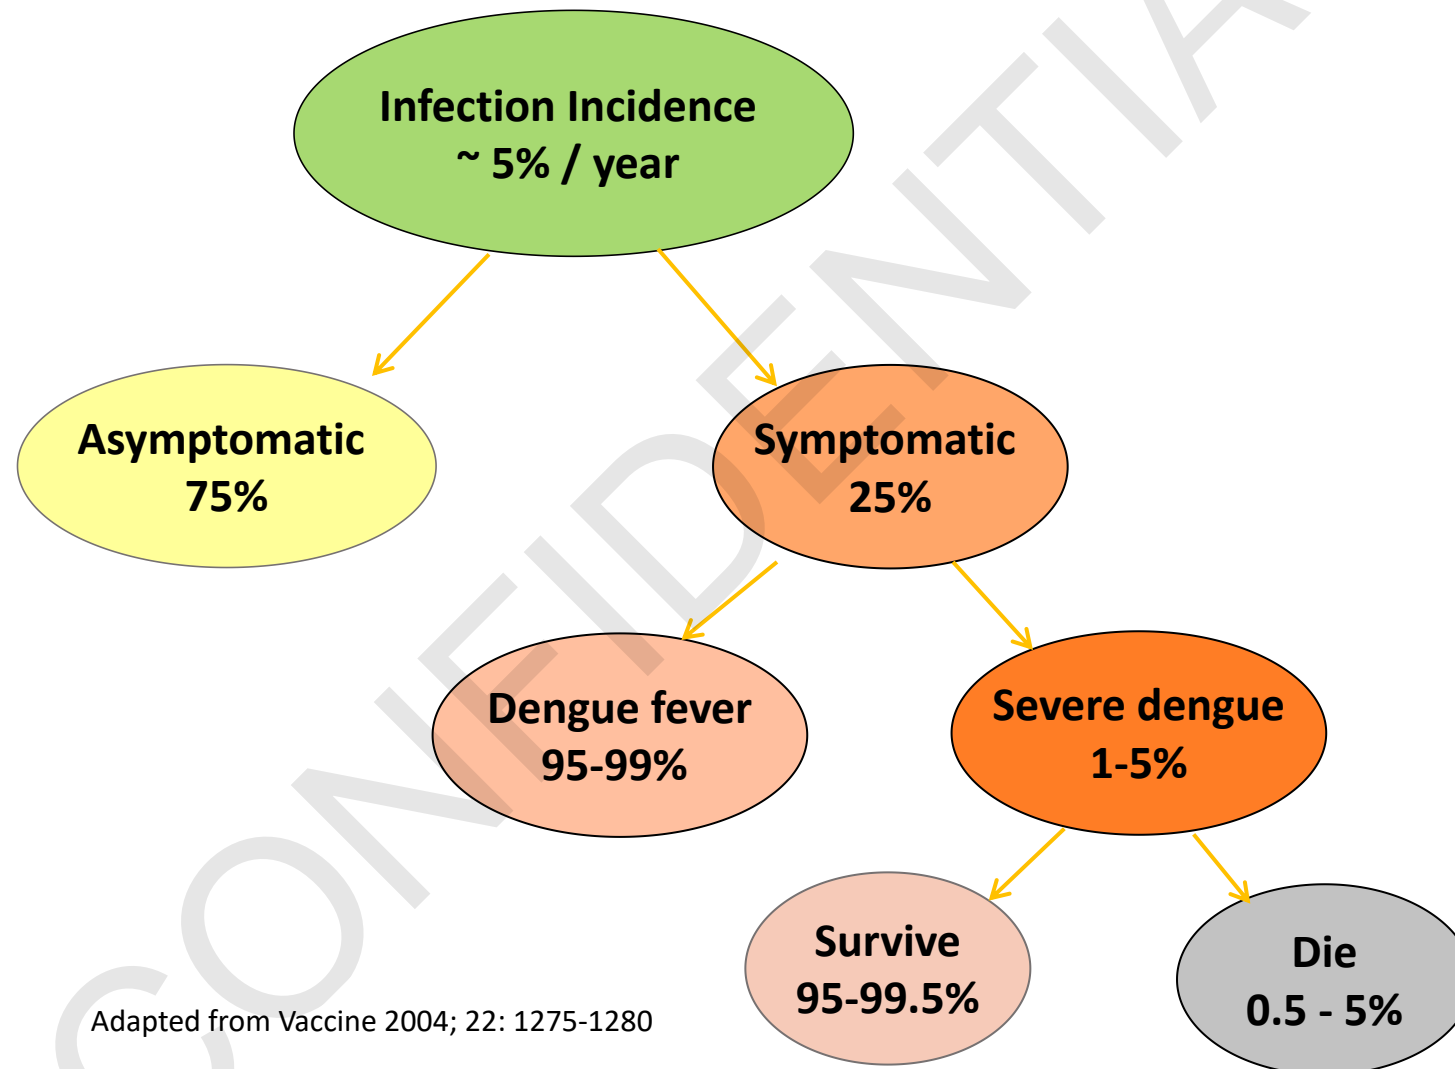 Infection Incidence
~ 5% / year
Asymptomatic
75%
Symptomatic
25%
Dengue fever
95-99%
Severe dengue
1-5%
Survive
95-99.5%
Die
0.5 - 5%
Adapted from Vaccine 2004; 22: 1275-1280
CONFIDENTIA